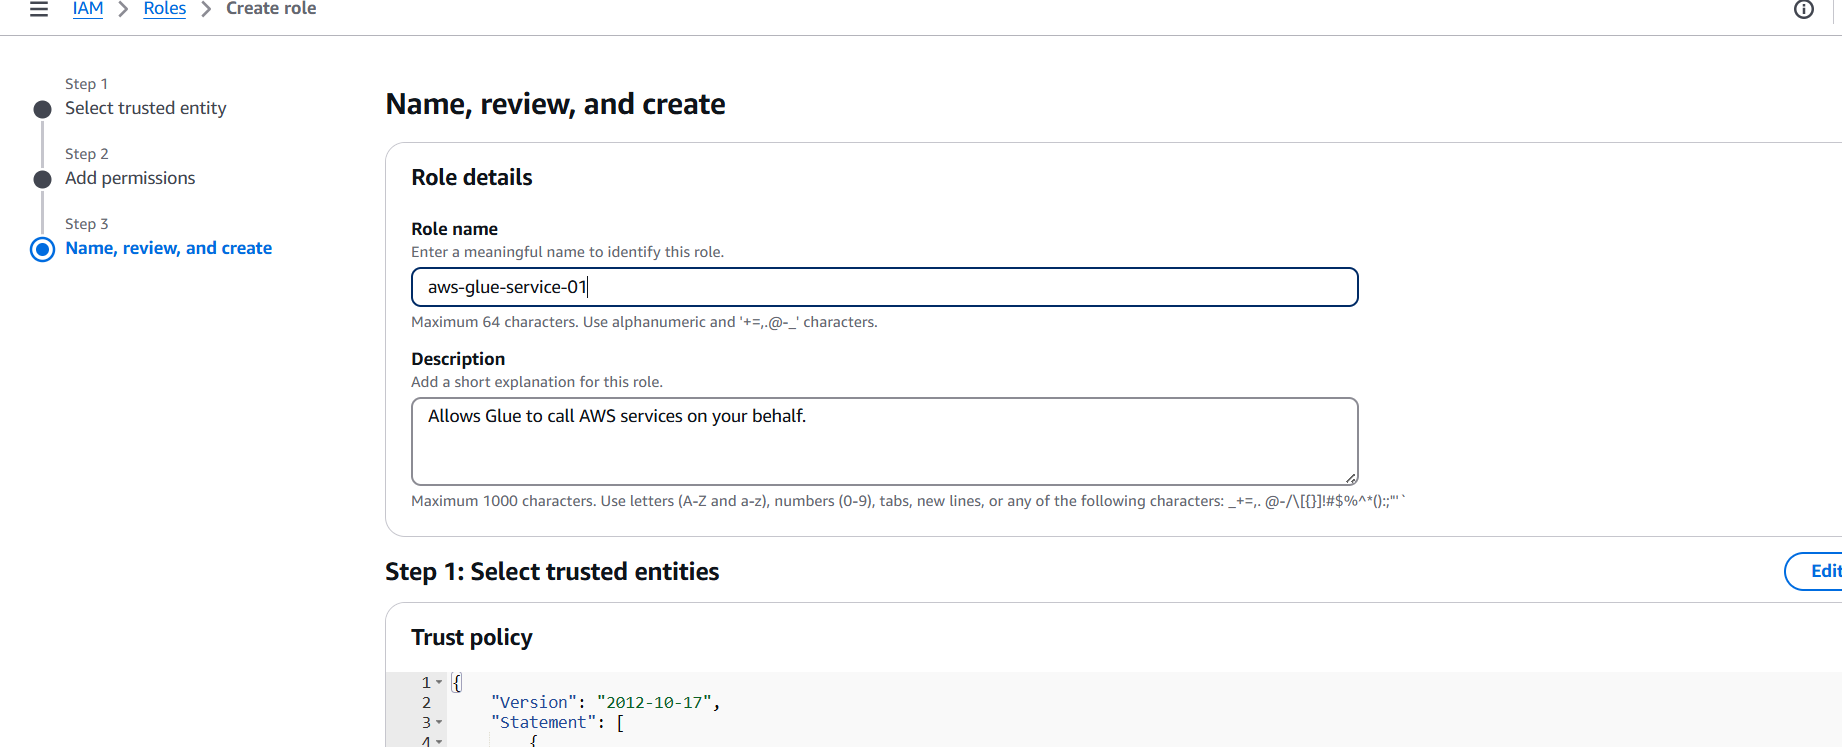 IAM > Roles > Create role
Step 1
Select trusted entity
Step 2
Add permissions
Step 3
Name, review, and create
Name, review, and create
Role details
Role name
Enter a meaningful name to identify this role.
aws-glue-service-01
Maximum 64 characters. Use alphanumeric and '+=,.@-_' characters.
Description
Add a short explanation for this role.
Allows Glue to call AWS services on your behalf.
Maximum 1000 characters. Use letters (A-Z and a-z), numbers (0-9), tabs, new lines, or any of the following characters: _+=,. @-/\[{}]!#$%^*():;"'`
Step 1: Select trusted entities
Edit
Trust policy
1 {
2 "Version": "2012-10-17",
3 "Statement": [
4 {